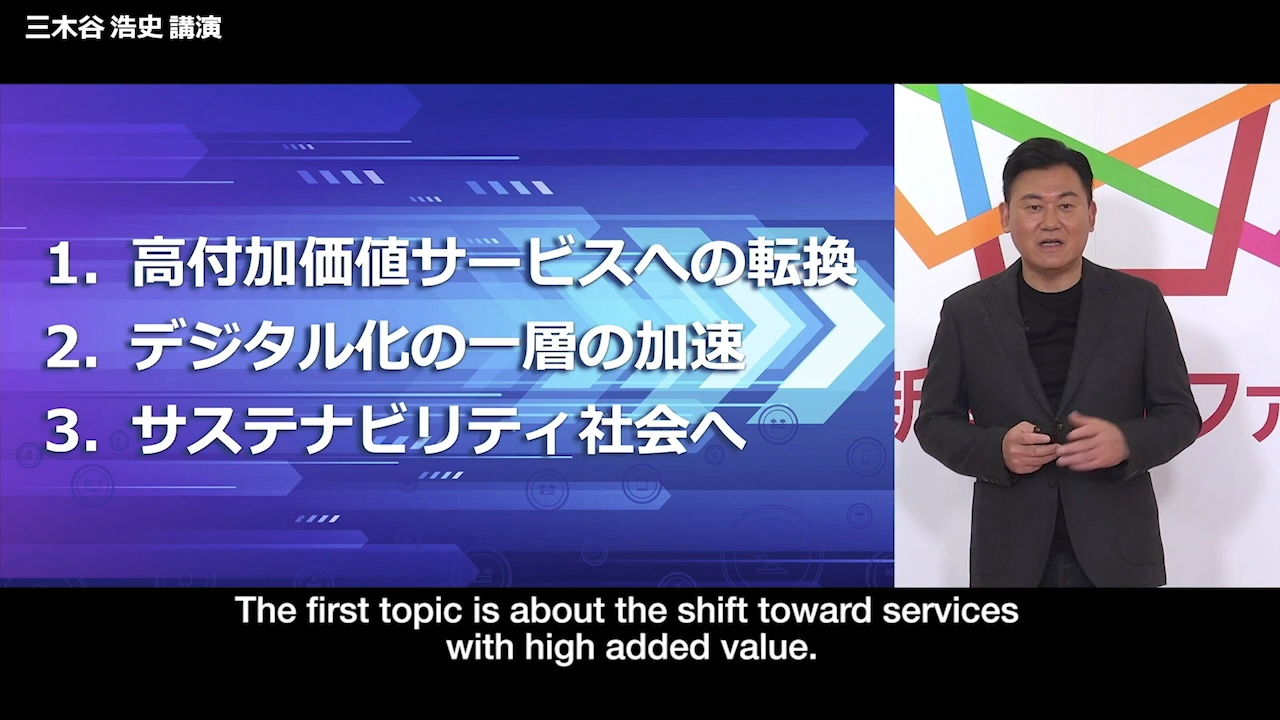 三木谷 浩史 講演
1. 高付加価値サービスへの転換
2. デジタル化の一層の加速
3. サステナビリティ社会へ
新
ファ
The first topic is about the shift toward services
with high added value.